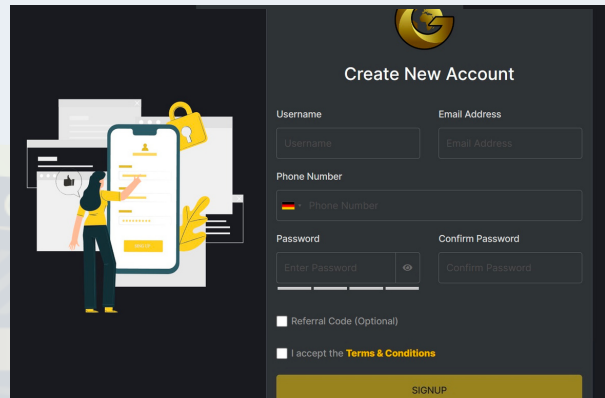 Create New Account
Username
Email Address
Username
Email Address
Phone Number
Phone Number
Password
Confirm Password
Enter Password
Confirm Password
Referral Code (Optional)
I accept the Terms & Conditions
SIGNUP